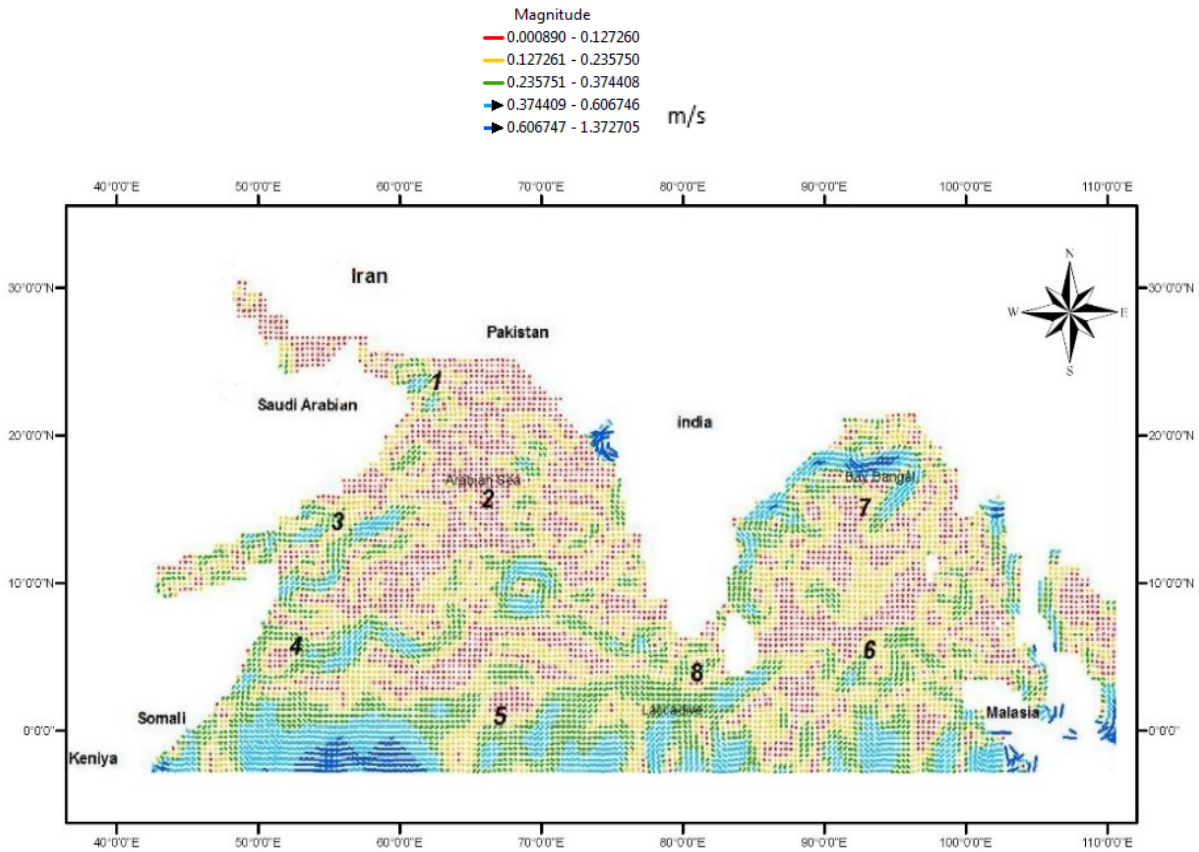 Magnitude
0.000890 - 0.127260
0.127261 - 0.235750
0.235751 - 0.374408
0.374409 - 0.606746
0.606747 - 1.372705
m/s
40°0'0"E 50°0'0"E 60°0'0"E 70°0'0"E 80°0'0"E 90°0'0"E 100°0'0"E 110°0'0"E
N
W E
S
30°0'0"N 30°0'0"N
Iran
Pakistan
1
Saudi Arabian
india
20°0'0"N 20°0'0"N
Arabian Sea
Bay Bangal
2
7
3
10°0'0"N 10°0'0"N
4
6
8
Somali
5
Laccadive
Malasia
0°0'0" 0°0'0"
Keniya
40°0'0"E 50°0'0"E 60°0'0"E 70°0'0"E 80°0'0"E 90°0'0"E 100°0'0"E 110°0'0"E